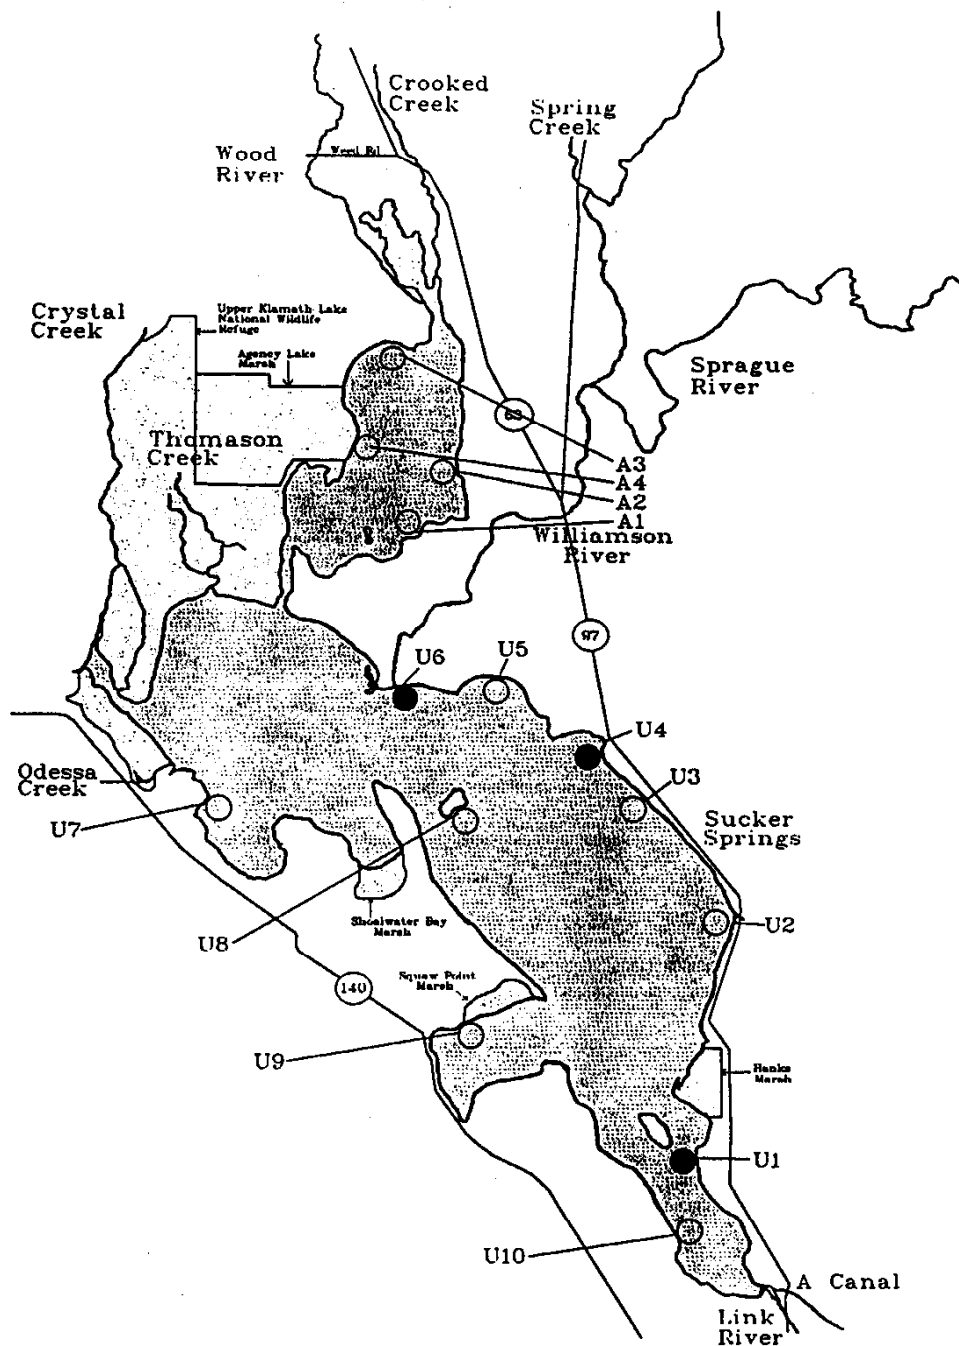 Crooked
Creek
Spring
Creek
Wood
River
Wood Rd
Crystal
Creek
Upper Klamath Lake
National Wildlife
Refuge
Agency Lake
Marsh
Sprague
River
Thomason
Creek
A3
A4
A2
A1
Williamson
River
97
U6
U5
U4
U3
Odessa
Creek
U7
Sucker
Springs
U2
Shoalwater Bay
Marsh
U8
Squaw Point
Marsh
140
U9
Hanks
Marsh
U1
U10
A Canal
Link
River